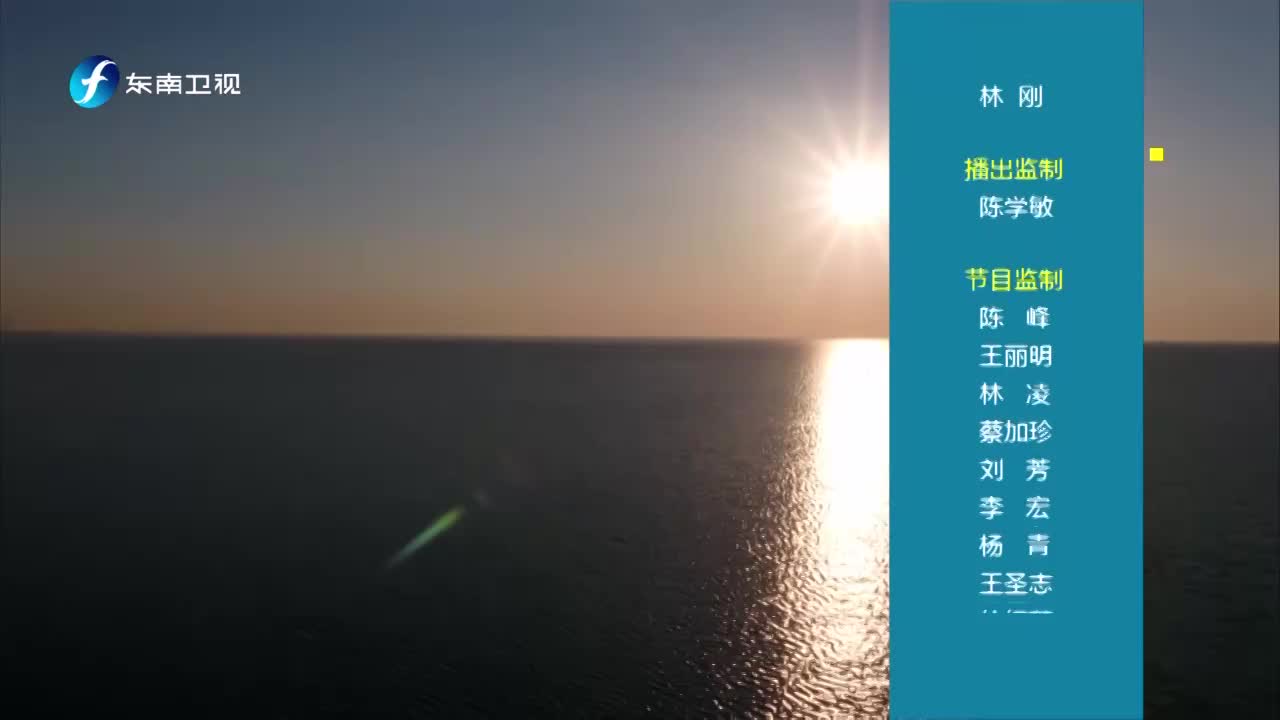 东南卫视
林 刚
播出监制
陈学敏
节目监制
陈 峰
王丽明
林 凌
蔡加珍
刘 芳
李 宏
杨 青
王圣志